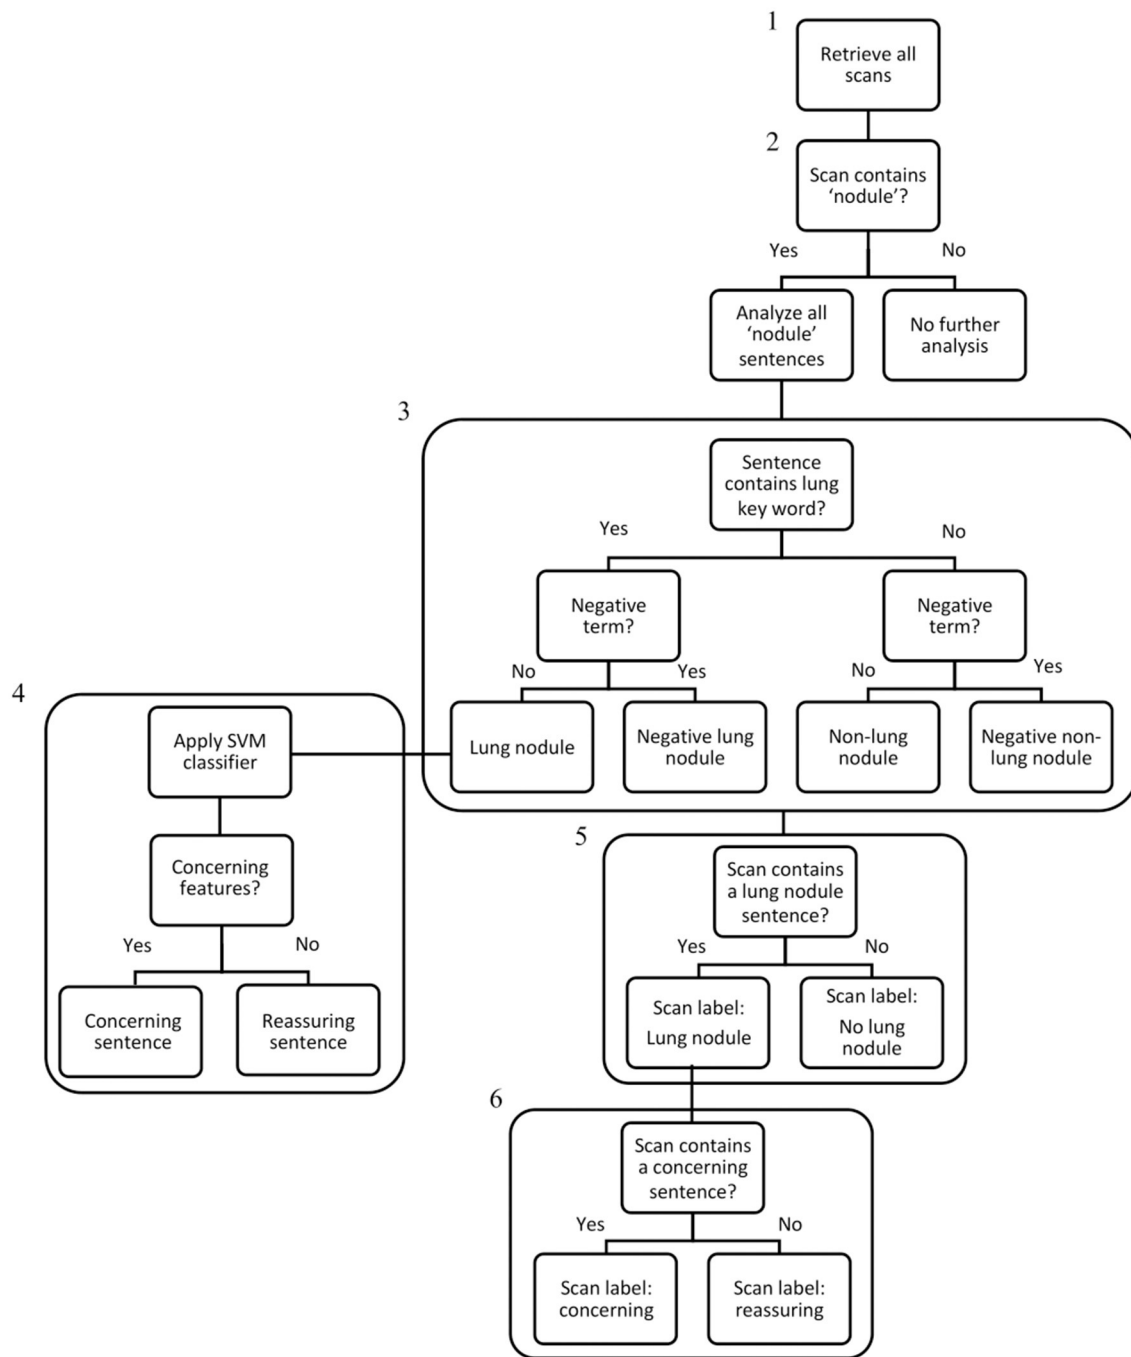 1
Retrieve all
scans
2
Scan contains
‘nodule’?
Yes
No
Analyze all
‘nodule’
sentences
No further
analysis
3
Sentence
contains lung
key word?
Yes
No
Negative
term?
Negative
term?
No
Yes
No
Yes
Lung nodule
Negative lung
nodule
Non-lung
nodule
Negative non-
lung nodule
4
Apply SVM
classifier
Concerning
features?
Yes
No
Concerning
sentence
Reassuring
sentence
5
Scan contains
a lung nodule
sentence?
Yes
No
Scan label:
Lung nodule
Scan label:
No lung
nodule
6
Scan contains
a concerning
sentence?
Yes
No
Scan label:
concerning
Scan label:
reassuring